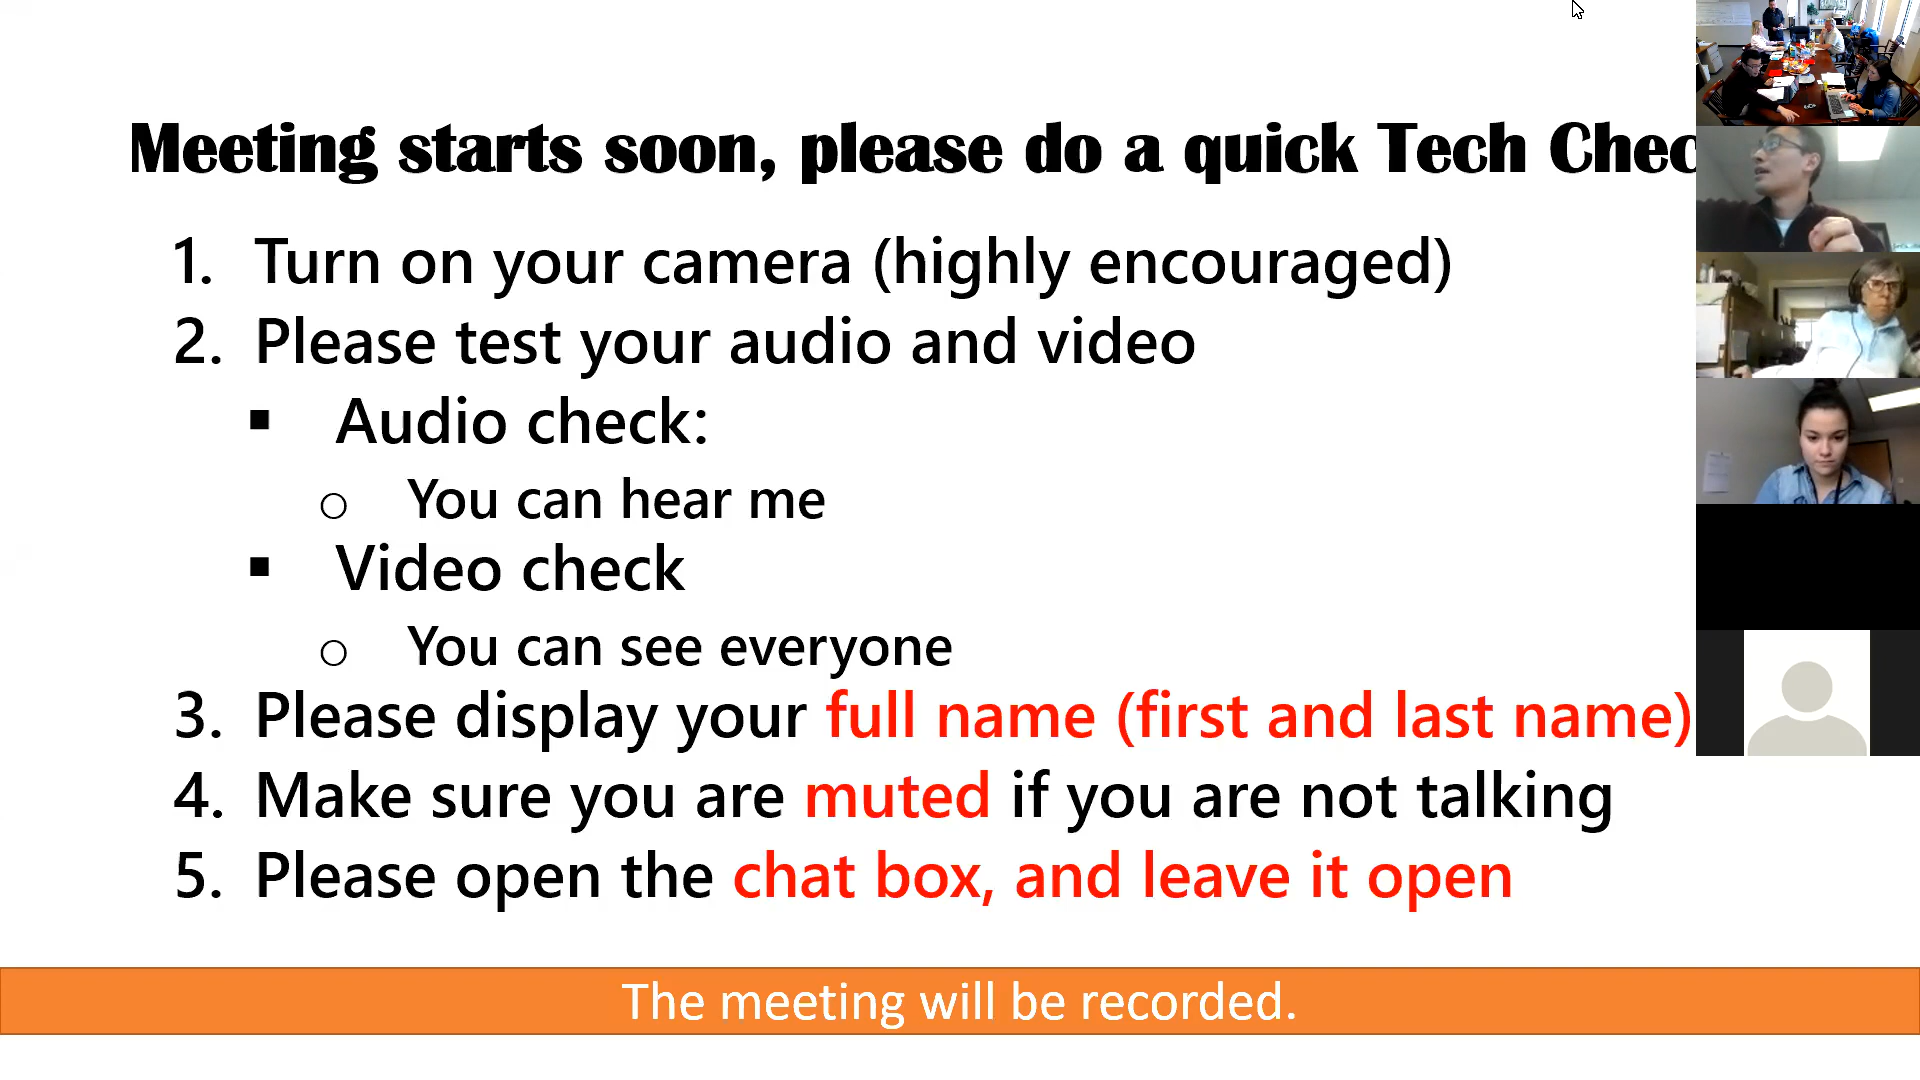 Meeting starts soon, please do a quick Tech Chec
1. Turn on your camera (highly encouraged)
2. Please test your audio and video
▪ Audio check:
o You can hear me
▪ Video check
o You can see everyone
3. Please display your full name (first and last name)
4. Make sure you are muted if you are not talking
5. Please open the chat box, and leave it open
The meeting will be recorded.